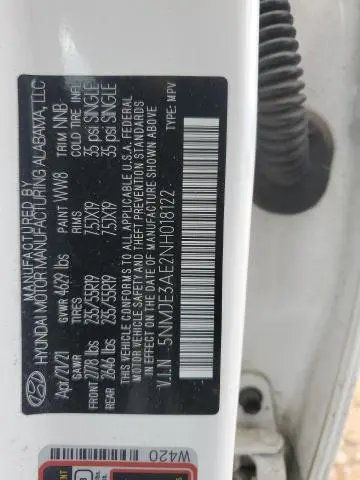 MANUFACTURED BY
HYUNDAI MOTOR MANUFACTURING ALABAMA, LLC
Apr/21/21 GVWR 4629 lbs PAINT WW8 TRIM NNB
TIRES RIMS COLD TIRE INFL
FRONT 2778 lbs 235/55R19 7.5JX19 35 psi SINGLE
REAR 2646 lbs 235/55R19 7.5JX19 35 psi SINGLE
THIS VEHICLE CONFORMS TO ALL APPLICABLE U.S.A. FEDERAL
MOTOR VEHICLE SAFETY, THEFT PREVENTION STANDARDS
IN EFFECT ON THE DATE OF MANUFACTURE SHOWN ABOVE
V.I.N - 5NMJE3AE2NH018122 TYPE: MPV
W420